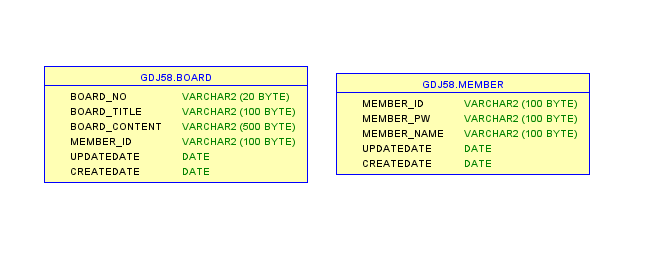 GDJ58.BOARD
BOARD_NO VARCHAR2 (20 BYTE)
BOARD_TITLE VARCHAR2 (100 BYTE)
BOARD_CONTENT VARCHAR2 (500 BYTE)
MEMBER_ID VARCHAR2 (100 BYTE)
UPDATEDATE DATE
CREATEDATE DATE
GDJ58.MEMBER
MEMBER_ID VARCHAR2 (100 BYTE)
MEMBER_PW VARCHAR2 (100 BYTE)
MEMBER_NAME VARCHAR2 (100 BYTE)
UPDATEDATE DATE
CREATEDATE DATE